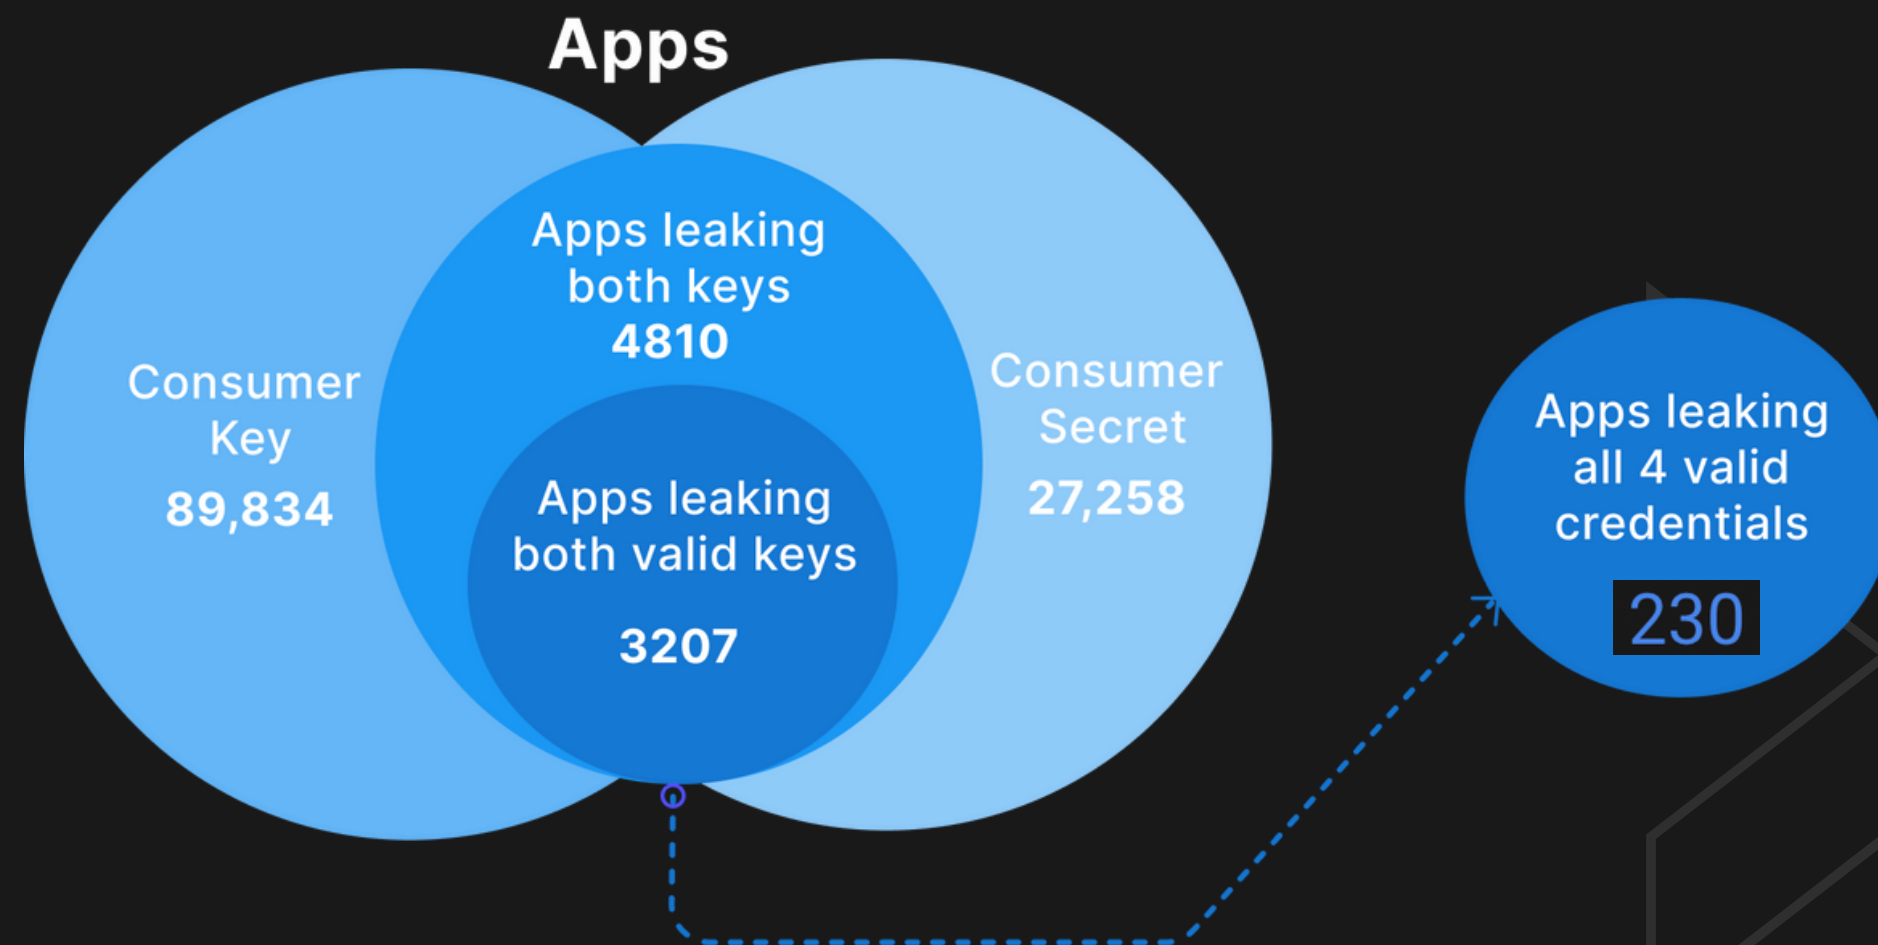 Apps
Apps leaking
both keys
4810
Consumer
Key
89,834
Apps leaking
both valid keys
3207
Consumer
Secret
27,258
Apps leaking
all 4 valid
credentials
230